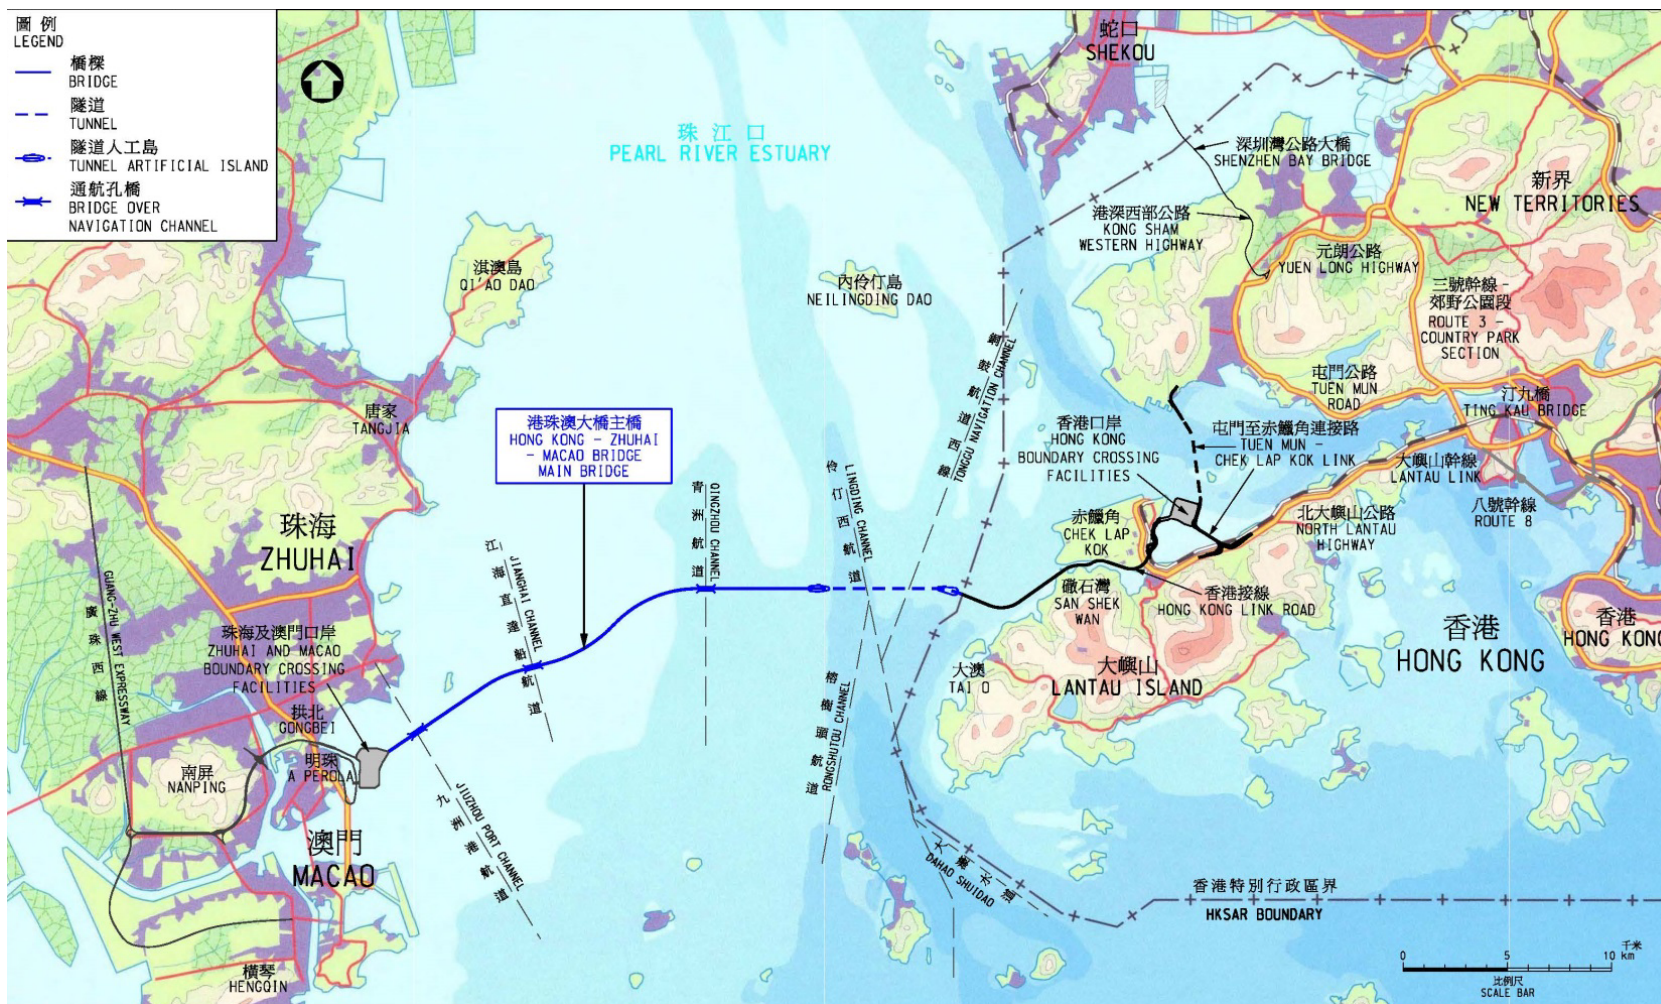 圖例
LEGEND
橋樑
BRIDGE
隧道
TUNNEL
隧道人工島
TUNNEL ARTIFICIAL ISLAND
通航孔橋
BRIDGE OVER
NAVIGATION CHANNEL
珠江口
PEARL RIVER ESTUARY
蛇口
SHEKOU
深圳灣公路大橋
SHENZHEN BAY BRIDGE
新界
NEW TERRITORIES
港深西部公路
KONG SHAM
WESTERN HIGHWAY
元朗公路
YUEN LONG HIGHWAY
三號幹線 -
郊野公園段
ROUTE 3 -
COUNTRY PARK
SECTION
淇澳島
QI'AO DAO
內伶仃島
NEILINGDING DAO
屯門公路
TUEN MUN
ROAD
汀九橋
TING KAU BRIDGE
唐家
TANGJIA
港珠澳大橋主橋
HONG KONG - ZHUHAI
- MACAO BRIDGE
MAIN BRIDGE
香港口岸
HONG KONG
BOUNDARY CROSSING
FACILITIES
屯門至赤鱲角連接路
TUEN MUN -
CHEK LAP KOK LINK
大嶼山幹線
LANTAU LINK
八號幹線
ROUTE 8
北大嶼山公路
NORTH LANTAU
HIGHWAY
赤鱲角
CHEK LAP
KOK
珠海
ZHUHAI
青洲航道
QINGZHOU CHANNEL
江海直達船航道
JIANGHAI CHANNEL
伶仃西航道
LINGDING CHANNEL
銅鼓航道西線
TONGGU NAVIGATION CHANNEL
䃟石灣
SAN SHEK
WAN
香港接線
HONG KONG LINK ROAD
香港
HONG KONG
香港
HONG KONG
廣珠西線
GUANG-ZHU WEST EXPRESSWAY
珠海及澳門口岸
ZHUHAI AND MACAO
BOUNDARY CROSSING
FACILITIES
大澳
TAI O
大嶼山
LANTAU ISLAND
拱北
GONGBEI
明珠
A PEROLA
南屏
NANPING
榕樹頭航道
RONGSHUTOU CHANNEL
九洲港航道
JIUZHOU PORT CHANNEL
澳門
MACAO
大濠水道
DAHAO SHUIDAO
香港特別行政區界
HKSAR BOUNDARY
橫琴
HENGQIN
0 5 10 千米
km
比例尺
SCALE BAR